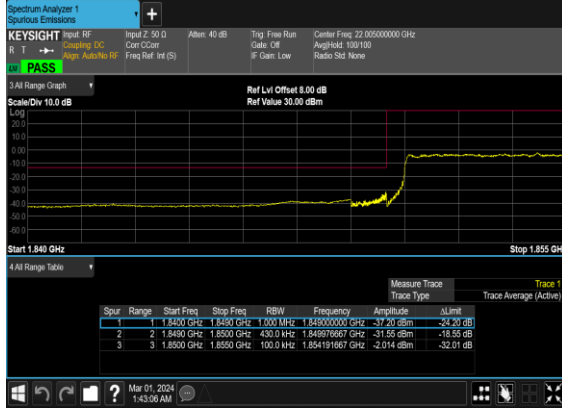 Spectrum Analyzer 1
Spurious Emissions
KEYSIGHT Input: RF Input Z: 50 Ω Atten: 40 dB Trig: Free Run Center Freq: 22.005000000 GHz
R T Coupling: DC Corr CCorr Gate: Off Avg|Hold: 100/100
Align: Auto/No RF Freq Ref: Int (S) IF Gain: Low Radio Std: None
PASS
3 All Range Graph
Ref Lvl Offset 8.00 dB
Scale/Div 10.0 dB Ref Value 30.00 dBm
Log
20.0
10.0
0.00
-10.0
-20.0
-30.0
-40.0
-50.0
-60.0
Start 1.840 GHz Stop 1.855 GH
4 All Range Table
Measure Trace Trace 1
Trace Type Trace Average (Active)
Spur Range Start Freq Stop Freq RBW Frequency Amplitude ΔLimit
1 1 1.8400 GHz 1.8490 GHz 1.000 MHz 1.849000000 GHz -37.20 dBm -24.20 dB
2 2 1.8490 GHz 1.8500 GHz 430.0 kHz 1.849976667 GHz -31.55 dBm -18.55 dB
3 3 1.8500 GHz 1.8550 GHz 100.0 kHz 1.854191667 GHz -2.014 dBm -32.01 dB
? Mar 01, 2024
1:43:06 AM